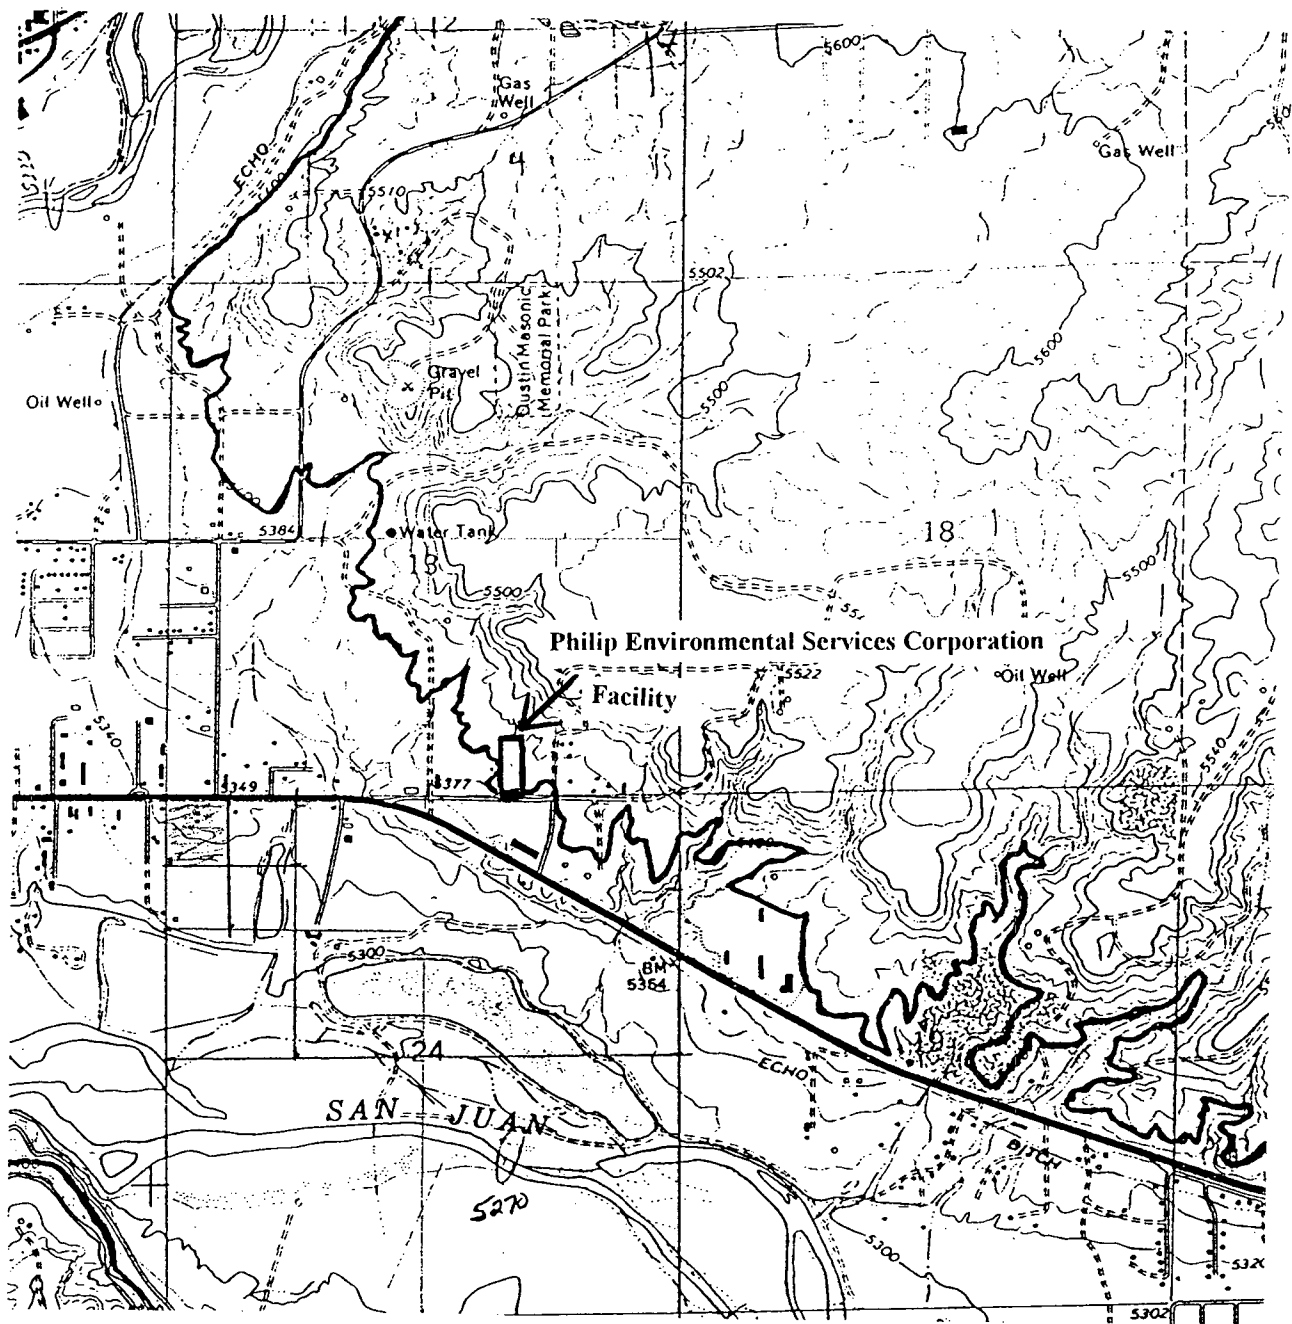 12
5600
Gas
Well
ECHO
Gas Well
5510
5502
Dustin Masonic
Memorial Park
5600
Gravel
Pit
Oil Well
5500
5384
Water Tank
18
13
5500
5500
Philip Environmental Services Corporation
Oil Well
5522
Facility
5340
5540
5349
5377
5300
BM
5364
24
ECHO
SAN JUAN
DITCH
5270
5300
5302